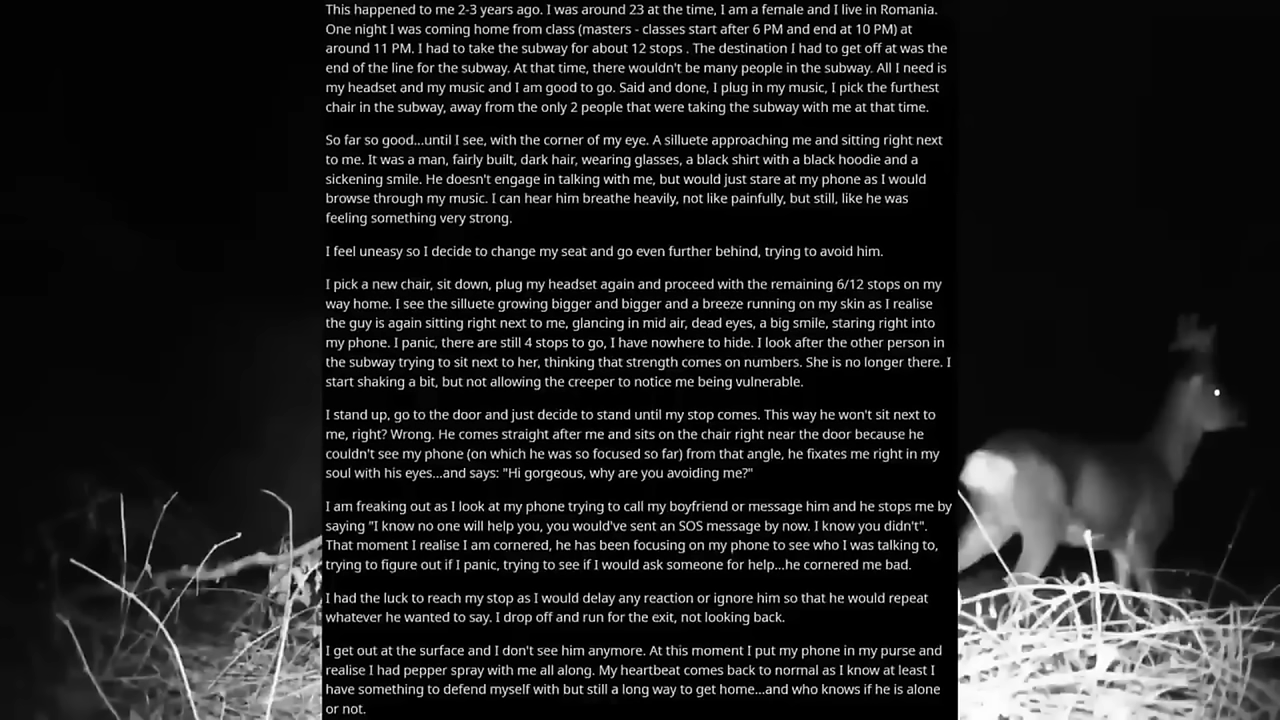 This happened to me 2-3 years ago. I was around 23 at the time, I am a female and I live in Romania.
One night I was coming home from class (masters - classes start after 6 PM and end at 10 PM) at
around 11 PM. I had to take the subway for about 12 stops . The destination I had to get off at was the
end of the line for the subway. At that time, there wouldn't be many people in the subway. All I need is
my headset and my music and I am good to go. Said and done, I plug in my music, I pick the furthest
chair in the subway, away from the only 2 people that were taking the subway with me at that time.
So far so good...until I see, with the corner of my eye. A silluete approaching me and sitting right next
to me. It was a man, fairly built, dark hair, wearing glasses, a black shirt with a black hoodie and a
sickening smile. He doesn't engage in talking with me, but would just stare at my phone as I would
browse through my music. I can hear him breathe heavily, not like painfully, but still, like he was
feeling something very strong.
I feel uneasy so I decide to change my seat and go even further behind, trying to avoid him.
I pick a new chair, sit down, plug my headset again and proceed with the remaining 6/12 stops on my
way home. I see the silluete growing bigger and bigger and a breeze running on my skin as I realise
the guy is again sitting right next to me, glancing in mid air, dead eyes, a big smile, staring right into
my phone. I panic, there are still 4 stops to go, I have nowhere to hide. I look after the other person in
the subway trying to sit next to her, thinking that strength comes on numbers. She is no longer there. I
start shaking a bit, but not allowing the creeper to notice me being vulnerable.
I stand up, go to the door and just decide to stand until my stop comes. This way he won't sit next to
me, right? Wrong. He comes straight after me and sits on the chair right near the door because he
couldn't see my phone (on which he was so focused so far) from that angle, he fixates me right in my
soul with his eyes...and says: "Hi gorgeous, why are you avoiding me?"
I am freaking out as I look at my phone trying to call my boyfriend or message him and he stops me by
saying "I know no one will help you, you would've sent an SOS message by now. I know you didn't".
That moment I realise I am cornered, he has been focusing on my phone to see who I was talking to,
trying to figure out if I panic, trying to see if I would ask someone for help...he cornered me bad.
I had the luck to reach my stop as I would delay any reaction or ignore him so that he would repeat
whatever he wanted to say. I drop off and run for the exit, not looking back.
I get out at the surface and I don't see him anymore. At this moment I put my phone in my purse and
realise I had pepper spray with me all along. My heartbeat comes back to normal as I know at least I
have something to defend myself with but still a long way to get home...and who knows if he is alone
or not.